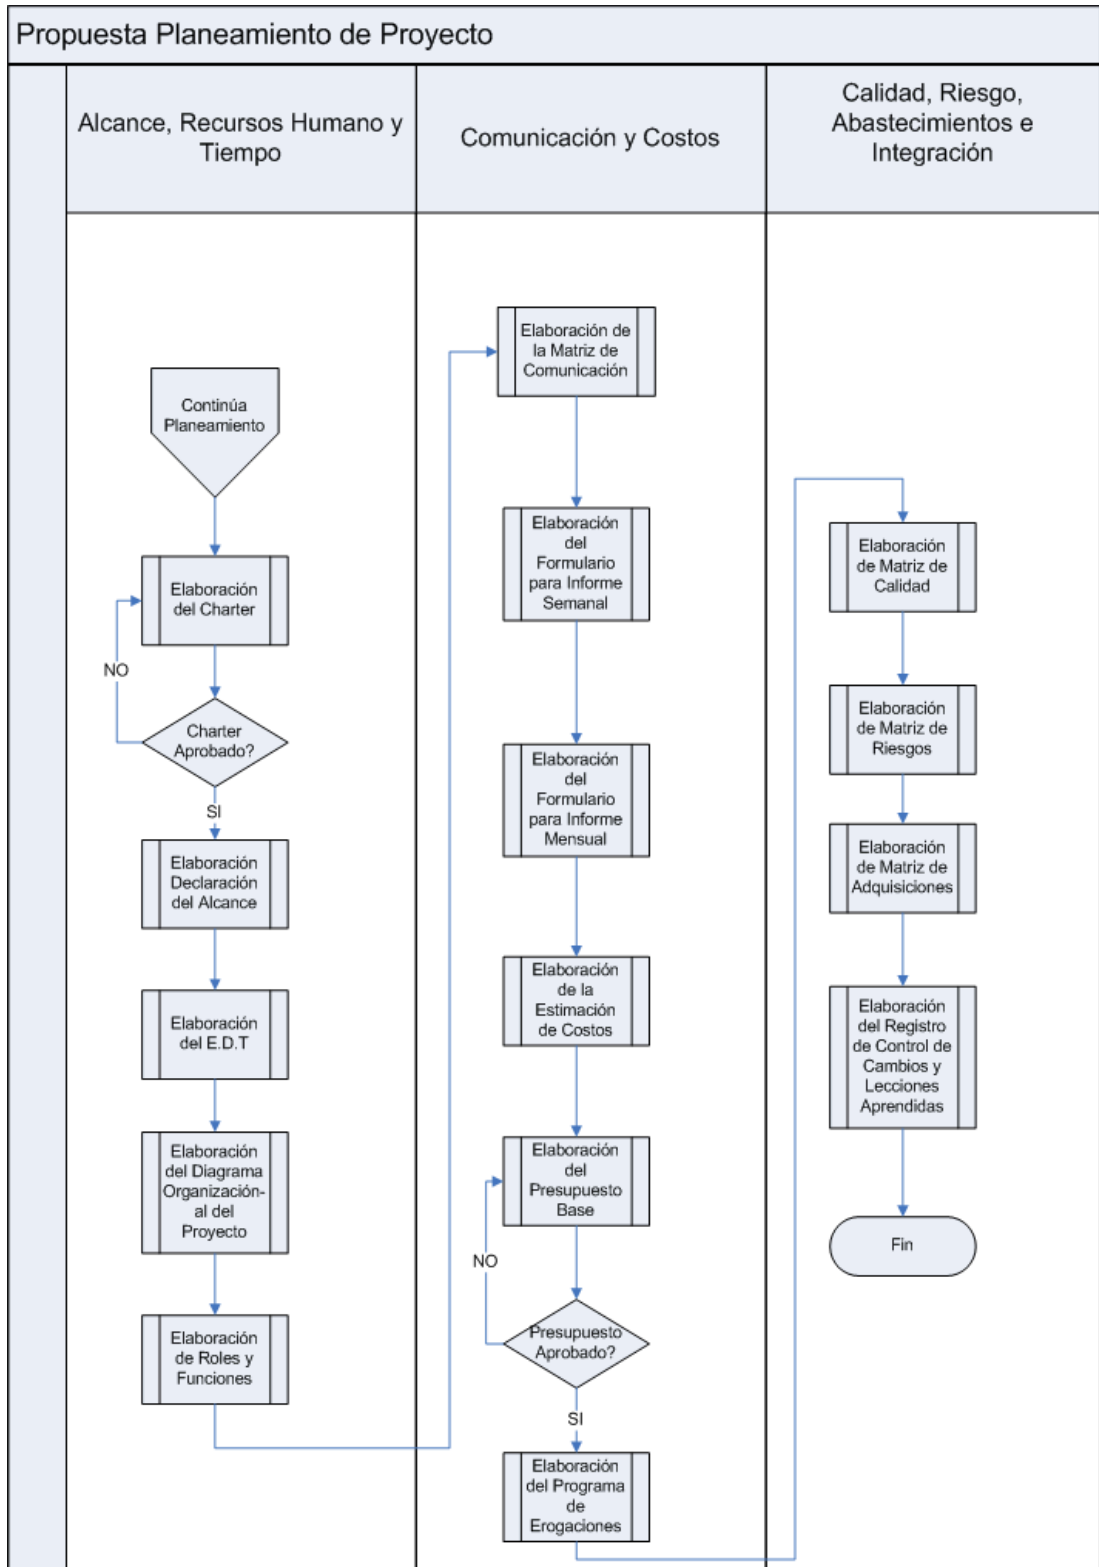 Propuesta Planeamiento de Proyecto
Alcance, Recursos Humano y
Tiempo
Comunicación y Costos
Calidad, Riesgo,
Abastecimientos e
Integración
Continúa
Planeamiento
Elaboración
del Charter
NO
Charter
Aprobado?
SI
Elaboración
Declaración
del Alcance
Elaboración
del E.D.T
Elaboración
del Diagrama
Organización-
al del
Proyecto
Elaboración
de Roles y
Funciones
Elaboración de
la Matriz de
Comunicación
Elaboración
del
Formulario
para Informe
Semanal
Elaboración
del
Formulario
para Informe
Mensual
Elaboración
de la
Estimación
de Costos
Elaboración
del
Presupuesto
Base
NO
Presupuesto
Aprobado?
SI
Elaboración
del Programa
de
Erogaciones
Elaboración
de Matriz de
Calidad
Elaboración
de Matriz de
Riesgos
Elaboración
de Matriz de
Adquisiciones
Elaboración
del Registro
de Control de
Cambios y
Lecciones
Aprendidas
Fin